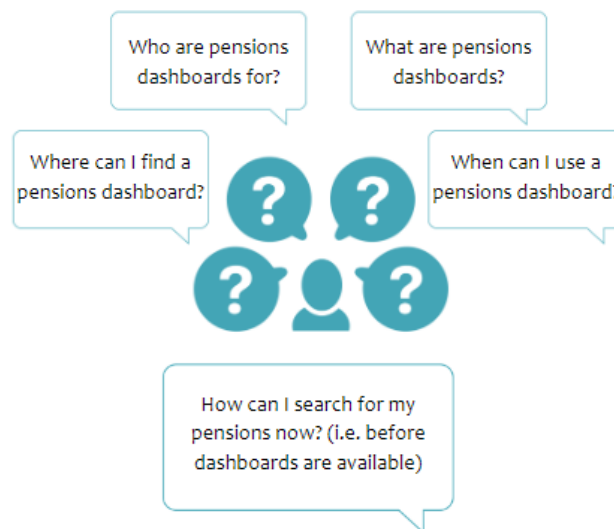 Who are pensions
dashboards for?
What are pensions
dashboards?
Where can I find a
pensions dashboard?
When can I use a
pensions dashboard?
?
?
?
?
How can I search for my
pensions now? (i.e. before
dashboards are available)